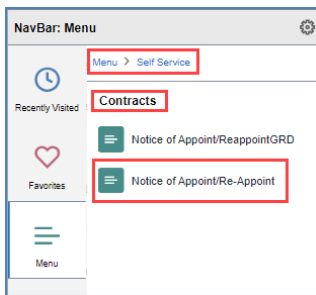 NavBar: Menu
Menu > Self Service
Recently Visited
Contracts
Notice of Appoint/ReappointGRD
Favorites
Notice of Appoint/Re-Appoint
Menu